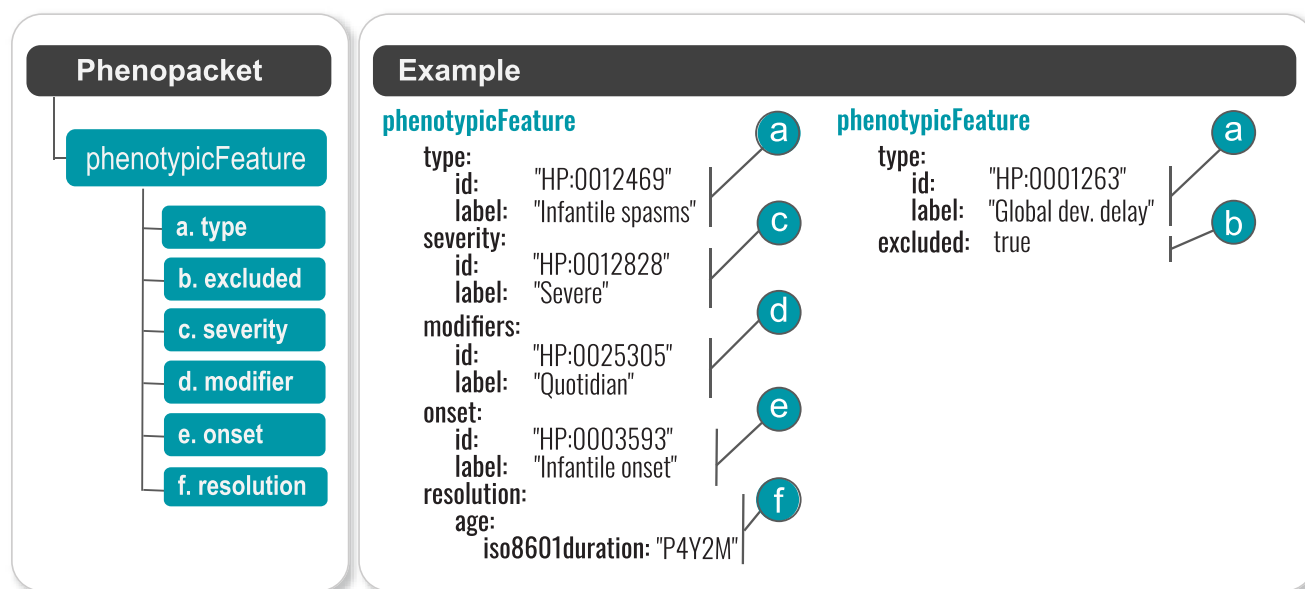 Phenopacket
phenotypicFeature
a. type
b. excluded
c. severity
d. modifier
e. onset
f. resolution
Example
phenotypicFeature
a
type:
id: "HP:0012469"
label: "Infantile spasms"
c
severity:
id: "HP:0012828"
label: "Severe"
d
modifiers:
id: "HP:0025305"
label: "Quotidian"
e
onset:
id: "HP:0003593"
label: "Infantile onset"
f
resolution:
age:
iso8601duration: "P4Y2M"
phenotypicFeature
a
type:
id: "HP:0001263"
label: "Global dev. delay"
b
excluded: true